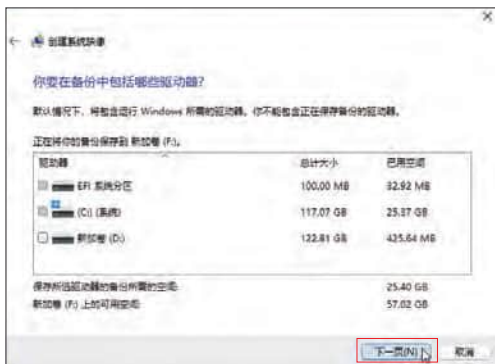 创建系统映像
你要在备份中包括哪些驱动器?
默认情况下，将包含运行 Windows 所需的驱动器。你不能包含正在保存备份的驱动器。
正在将你的备份保存到 新加卷 (F:)。
驱动器 总计大小 已用空间
EFI 系统分区 100.00 MB 32.92 MB
(C:) (系统) 117.07 GB 25.37 GB
新加卷 (D:) 122.81 GB 425.64 MB
保存所选驱动器的备份所需的空间: 25.40 GB
新加卷 (F:) 上的可用空间: 57.02 GB
下一页(N) 取消